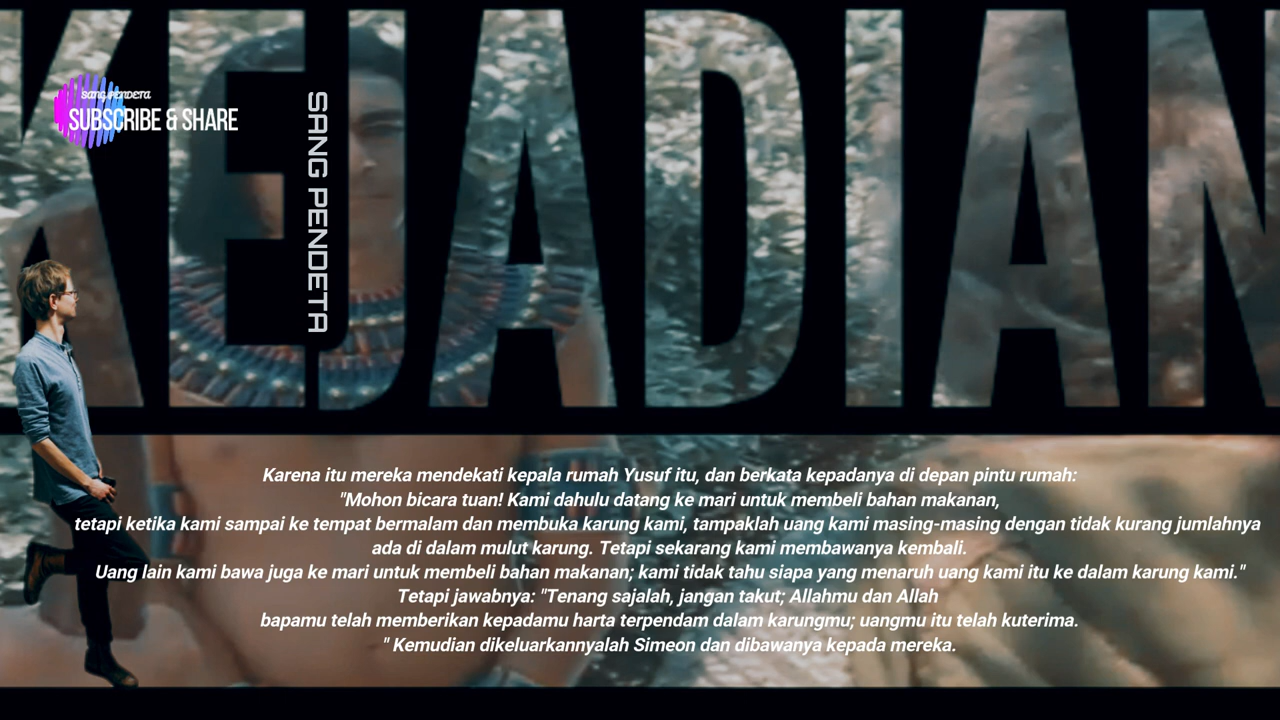 KEJADIAN
sang pendeta
SUBSCRIBE & SHARE
SANG PENDETA
Karena itu mereka mendekati kepala rumah Yusuf itu, dan berkata kepadanya di depan pintu rumah:
"Mohon bicara tuan! Kami dahulu datang ke mari untuk membeli bahan makanan,
tetapi ketika kami sampai ke tempat bermalam dan membuka karung kami, tampaklah uang kami masing-masing dengan tidak kurang jumlahnya
ada di dalam mulut karung. Tetapi sekarang kami membawanya kembali.
Uang lain kami bawa juga ke mari untuk membeli bahan makanan; kami tidak tahu siapa yang menaruh uang kami itu ke dalam karung kami."
Tetapi jawabnya: "Tenang sajalah, jangan takut; Allahmu dan Allah
bapamu telah memberikan kepadamu harta terpendam dalam karungmu; uangmu itu telah kuterima.
" Kemudian dikeluarkannyalah Simeon dan dibawanya kepada mereka.